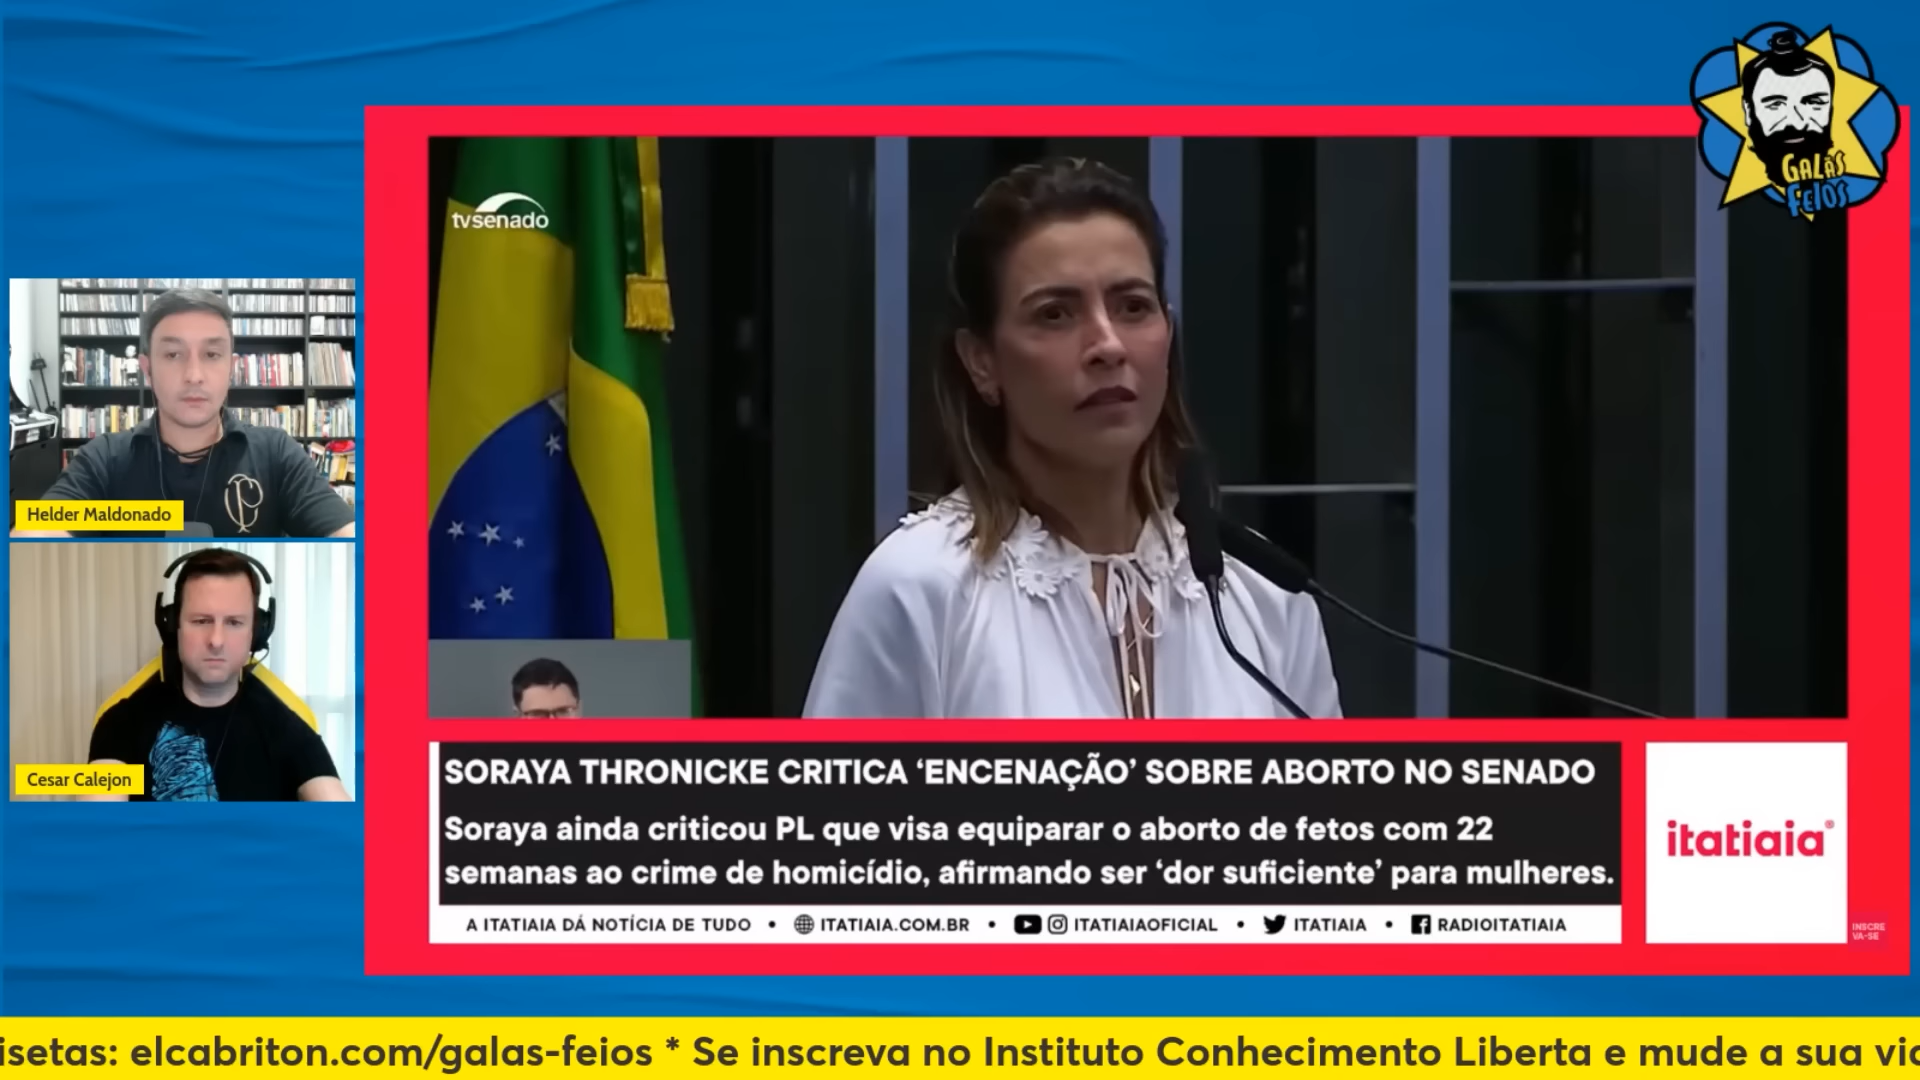 GALÃS
FEIOS
tvsenado
Helder Maldonado
Cesar Calejon
SORAYA THRONICKE CRITICA ‘ENCENAÇÃO’ SOBRE ABORTO NO SENADO
Soraya ainda criticou PL que visa equiparar o aborto de fetos com 22
semanas ao crime de homicídio, afirmando ser ‘dor suficiente’ para mulheres.
itatiaia®
A ITATIAIA DÁ NOTÍCIA DE TUDO • ITATIAIA.COM.BR • ITATIAIAOFICIAL • ITATIAIA • RADIOITATIAIA
INSCRE
VA-SE
isetas: elcabriton.com/galas-feios * Se inscreva no Instituto Conhecimento Liberta e mude a sua